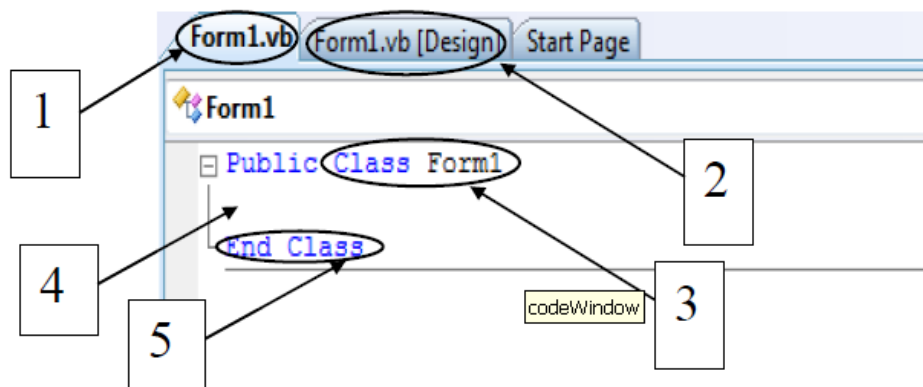 Form1.vb Form1.vb [Design] Start Page
1
Form1
Public Class Form1
2
4
End Class
5
codeWindow
3